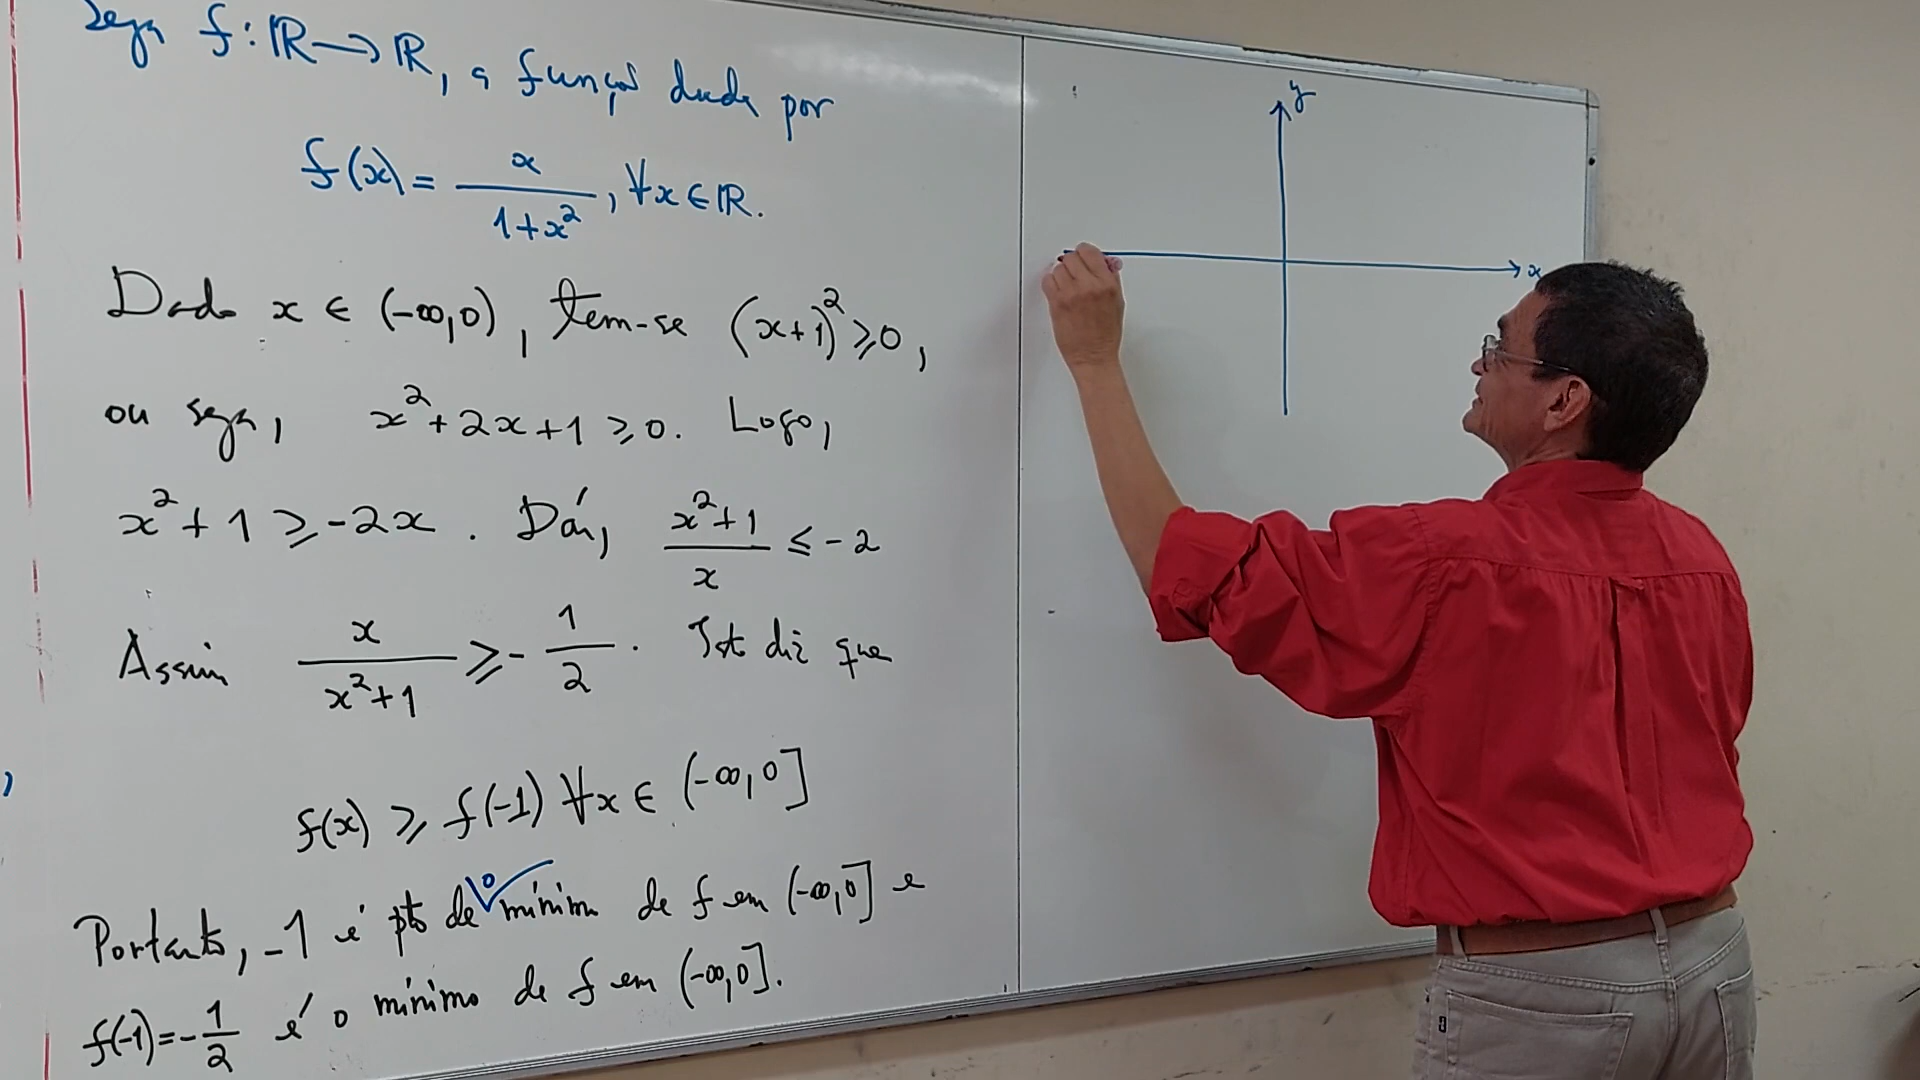 Seja f: ℝ → ℝ, a função dada por
f(x) = x / (1+x²), ∀x ∈ ℝ.
Dado x ∈ (-∞,0), tem-se (x+1)² ⩾ 0,
ou seja, x²+2x+1 ⩾ 0. Logo,
x²+1 ⩾ -2x. Daí, (x²+1)/x ≤ -2
Assim x/(x²+1) ⩾ -1/2. Isto diz que
f(x) ⩾ f(-1) ∀x ∈ (-∞,0]
Portanto, -1 é pto de mínimo de f em (-∞,0] e
f(-1) = -1/2 é o mínimo de f em (-∞,0].
y
x